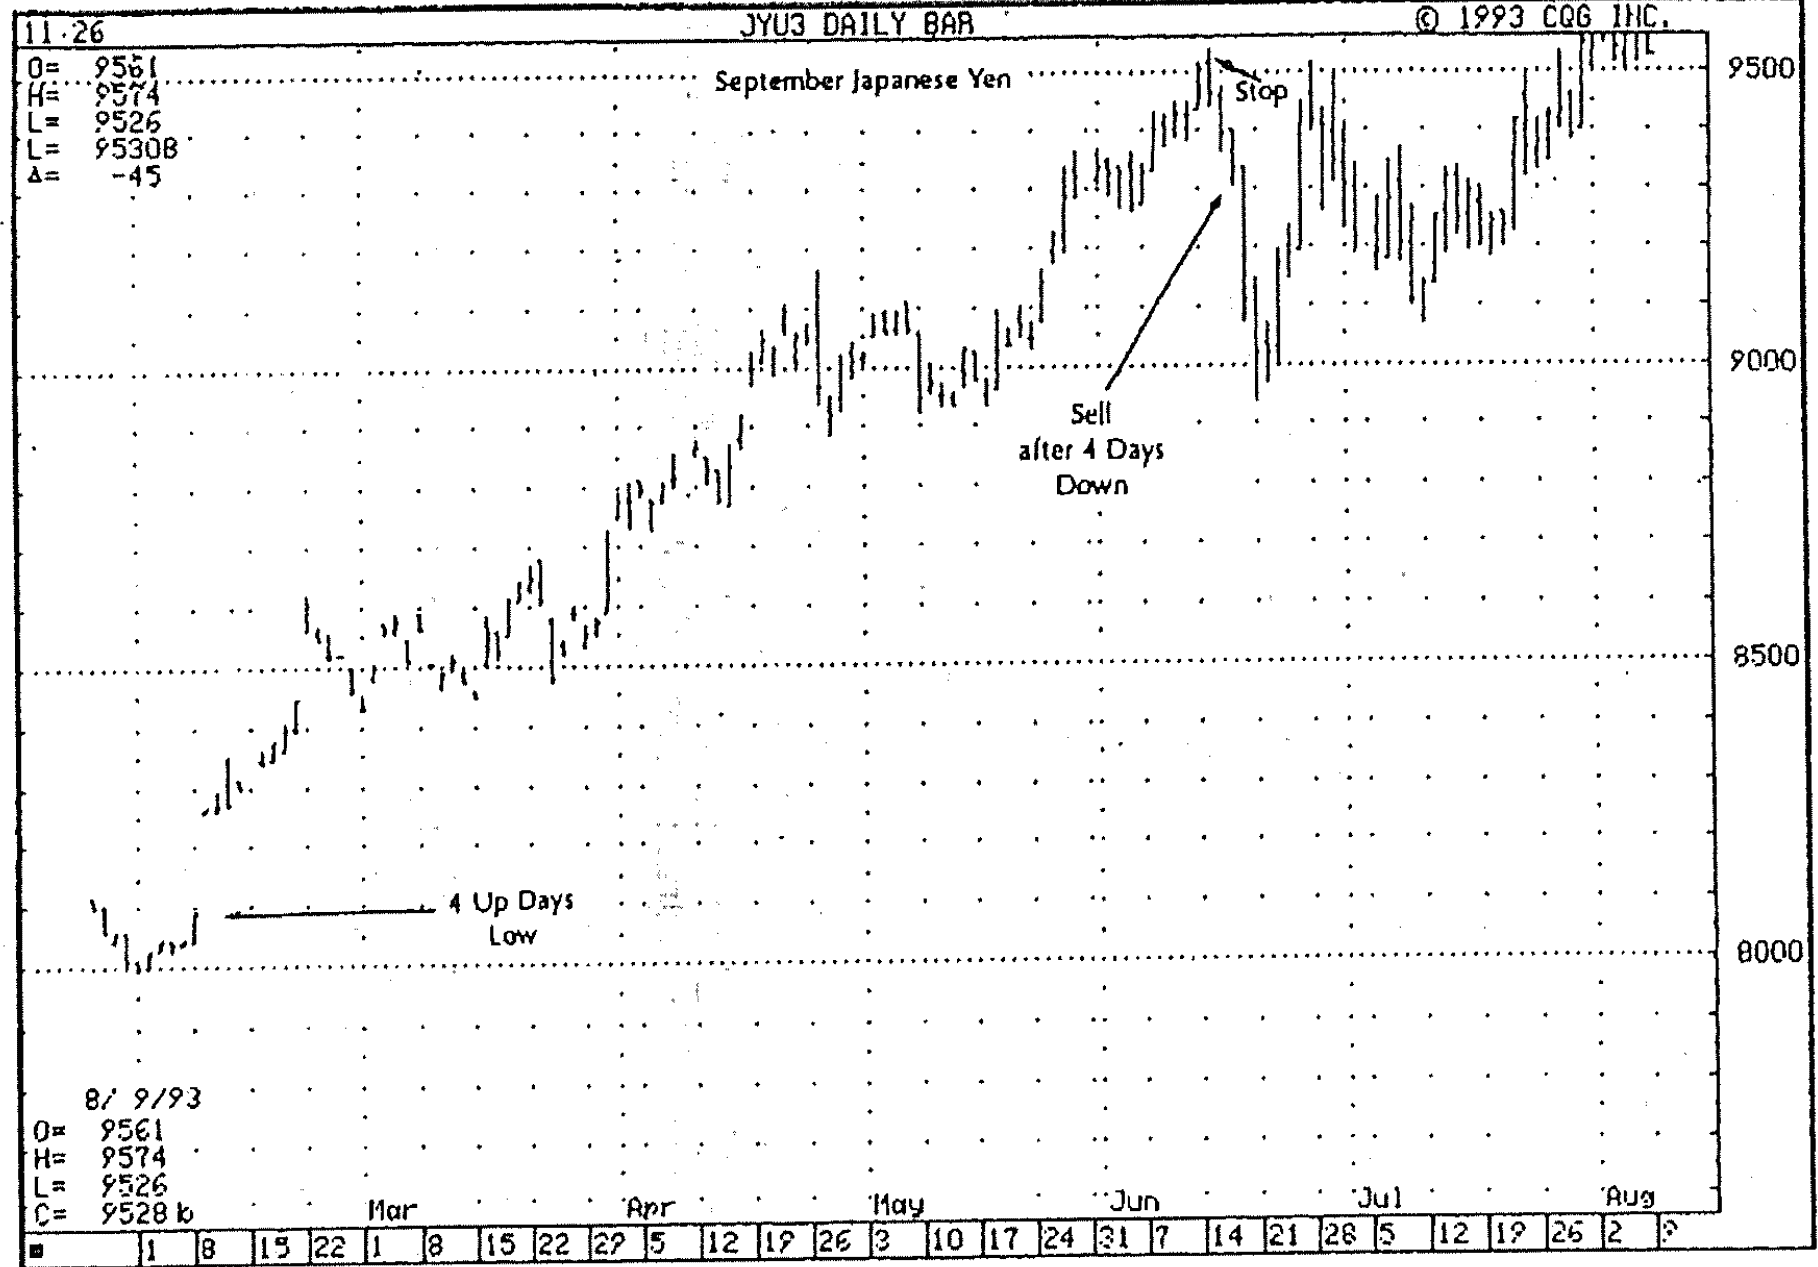 11:26 JYU3 DAILY BAR © 1993 CQG INC.
O= 9561
H= 9574
L= 9526
L= 9530B
Δ= -45
September Japanese Yen
Stop
9500
9000
Sell
after 4 Days
Down
8500
4 Up Days
Low
8000
8/ 9/93
O= 9561
H= 9574
L= 9526
C= 9528 b
Mar Apr May Jun Jul Aug
1 8 15 22 1 8 15 22 29 5 12 19 26 3 10 17 24 31 7 14 21 28 5 12 19 26 2 9